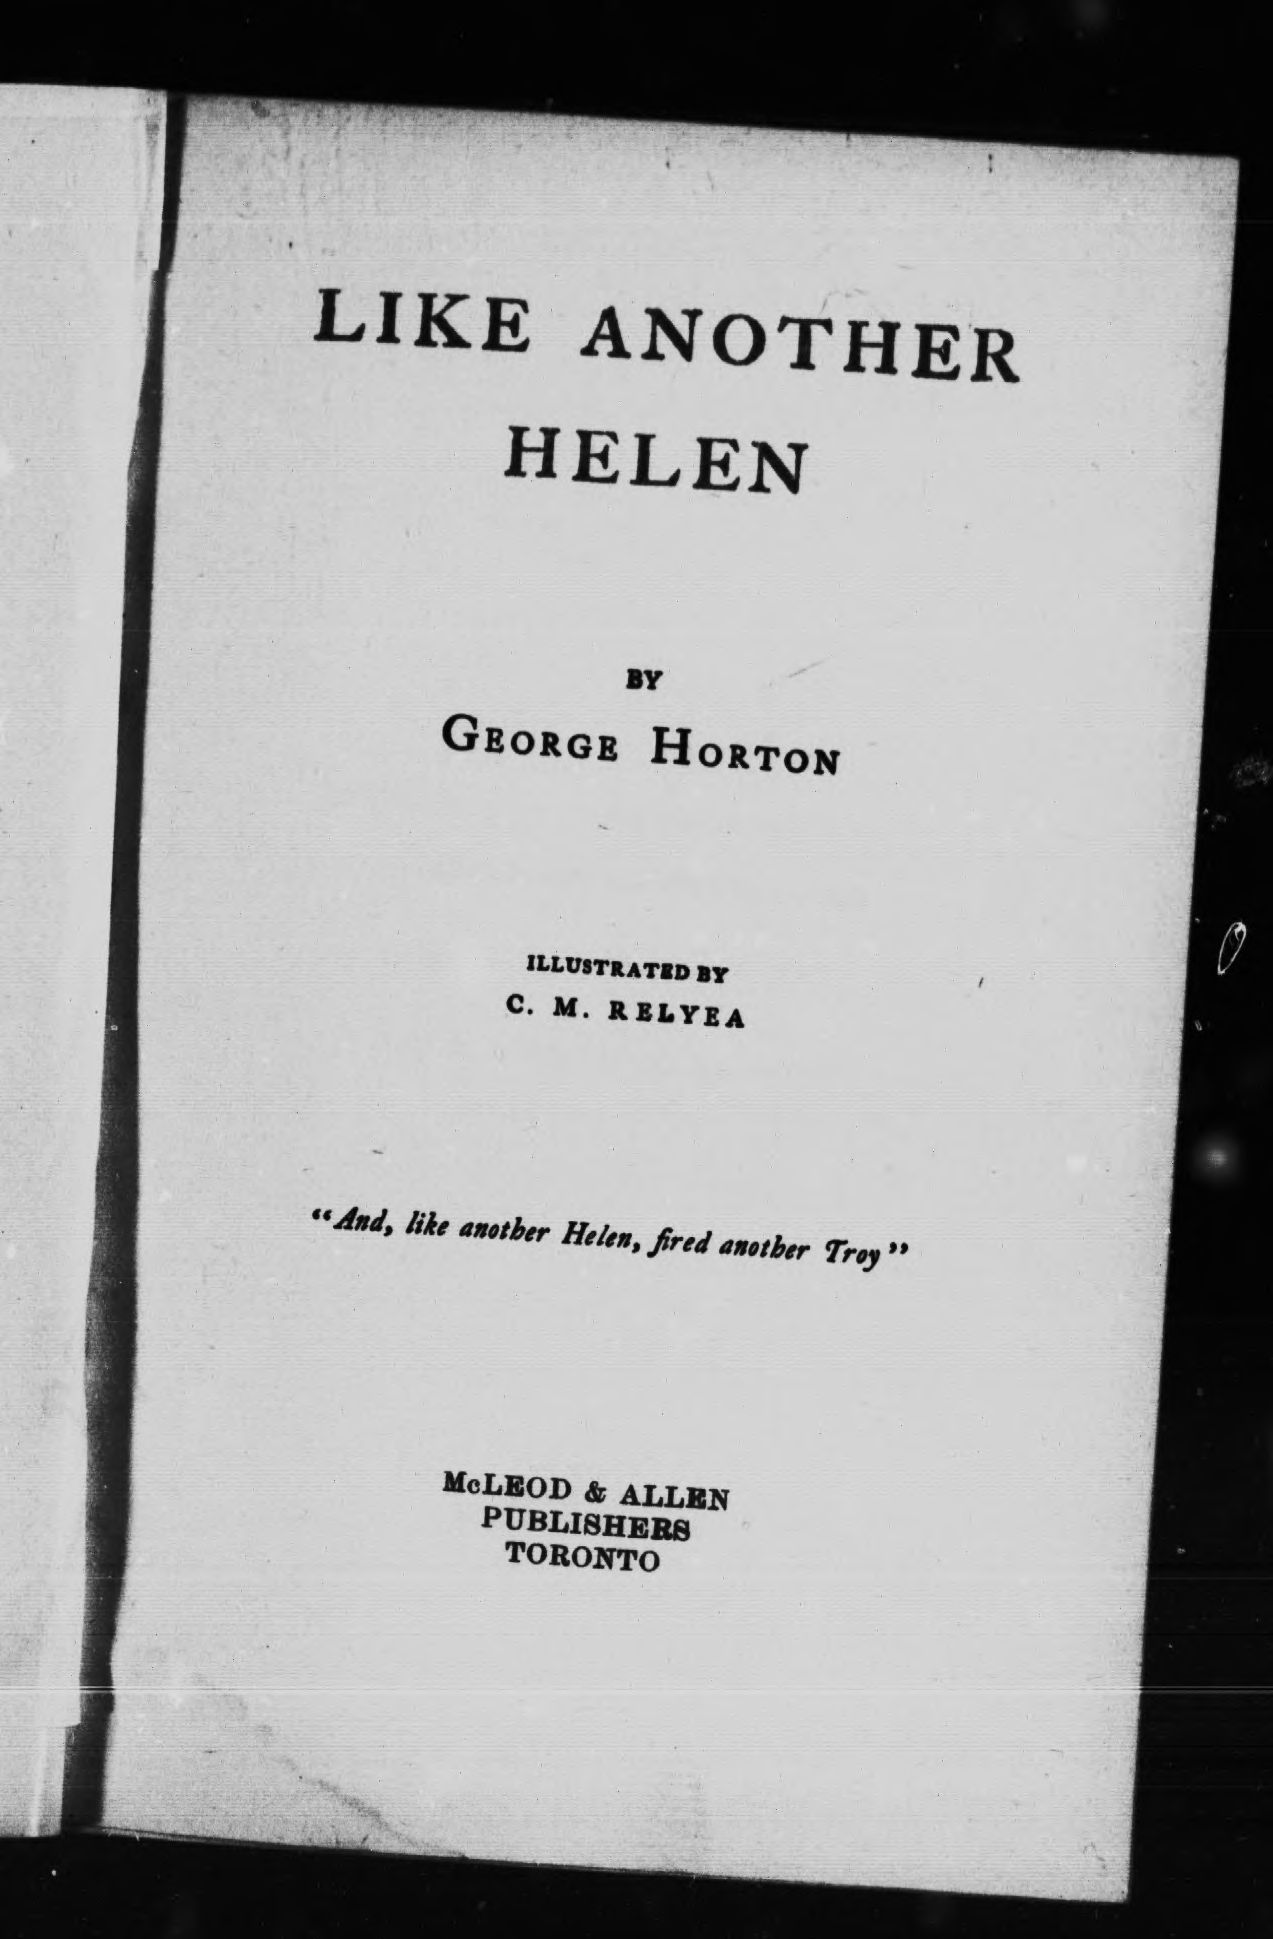 LIKE ANOTHER
HELEN
BY
GEORGE HORTON
ILLUSTRATED BY
C. M. RELYEA
“And, like another Helen, fired another Troy”
McLEOD & ALLEN
PUBLISHERS
TORONTO